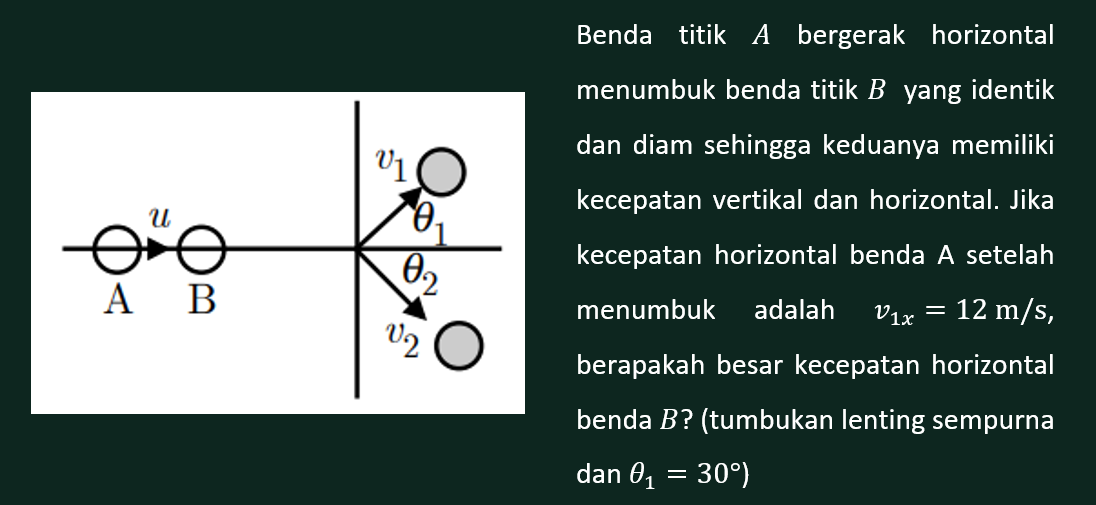 u
A B
v₁
θ₁
θ₂
v₂
Benda titik A bergerak horizontal
menumbuk benda titik B yang identik
dan diam sehingga keduanya memiliki
kecepatan vertikal dan horizontal. Jika
kecepatan horizontal benda A setelah
menumbuk adalah v₁ₓ = 12 m/s,
berapakah besar kecepatan horizontal
benda B? (tumbukan lenting sempurna
dan θ₁ = 30°)